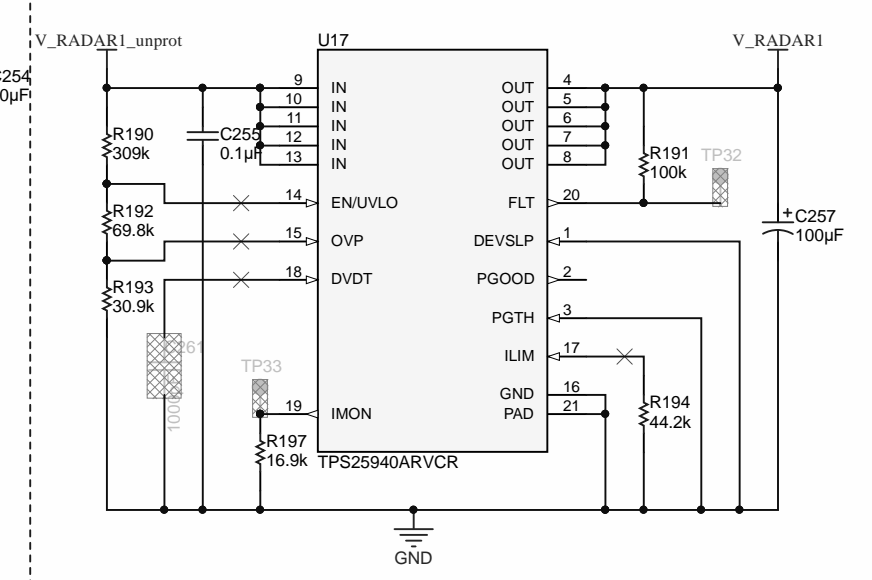 V_RADAR1_unprot
U17
V_RADAR1
C254
0µF
9
IN
OUT
4
10
IN
OUT
5
11
IN
OUT
6
12
IN
OUT
7
13
IN
OUT
8
R190
309k
C255
0.1µF
R191
100k
TP32
14
EN/UVLO
FLT
20
R192
69.8k
+
C257
100µF
15
OVP
DEVSLP
1
18
DVDT
PGOOD
2
R193
30.9k
PGTH
3
261
1000
TP33
ILIM
17
GND
16
R194
44.2k
19
IMON
PAD
21
R197
16.9k
TPS25940ARVCR
GND